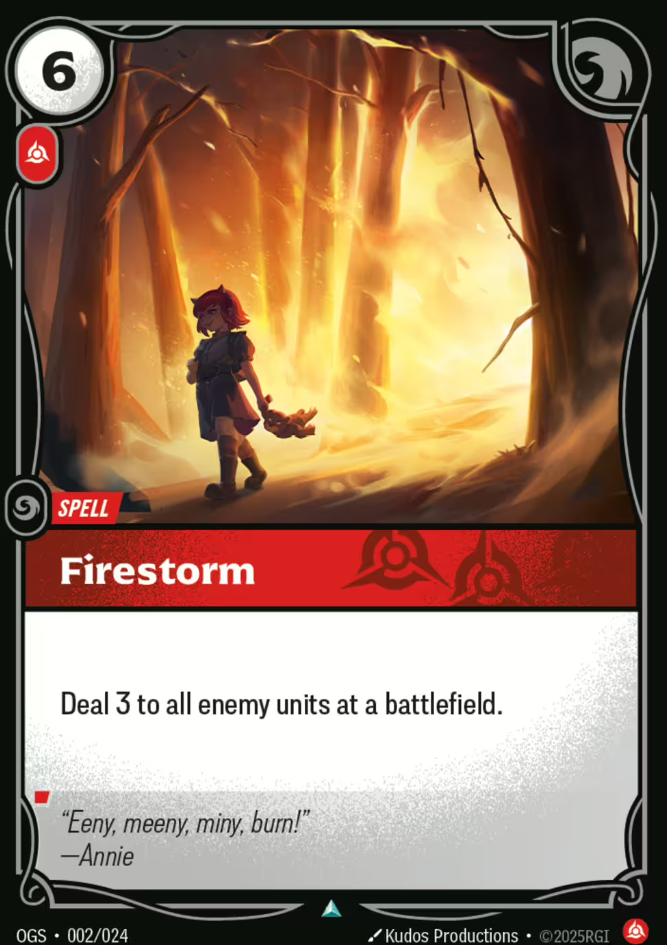 6
SPELL
Firestorm
Deal 3 to all enemy units at a battlefield.
“Eeny, meeny, miny, burn!”
—Annie
OGS • 002/024
Kudos Productions • ©2025RGI